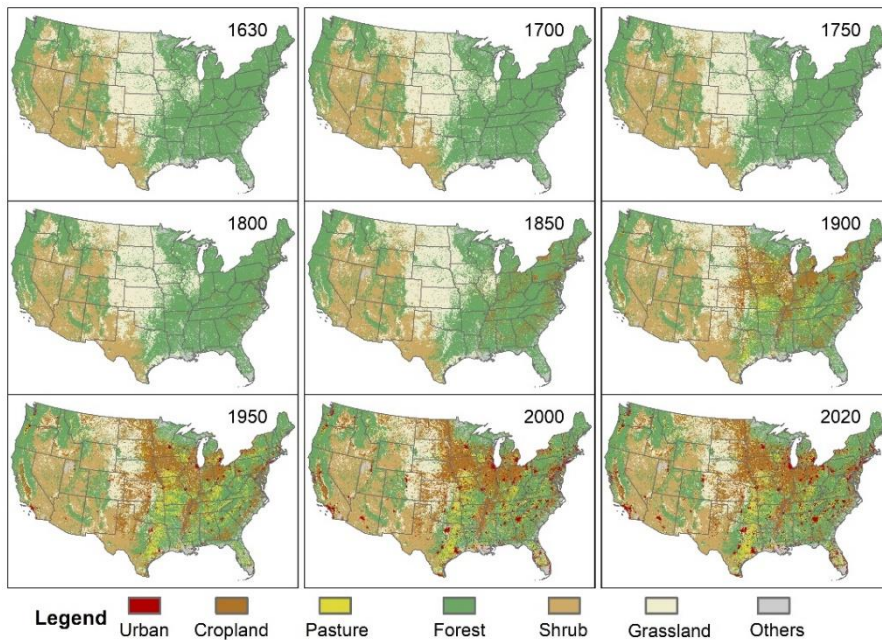 1630
1700
1750
1800
1850
1900
1950
2000
2020
Legend
Urban
Cropland
Pasture
Forest
Shrub
Grassland
Others